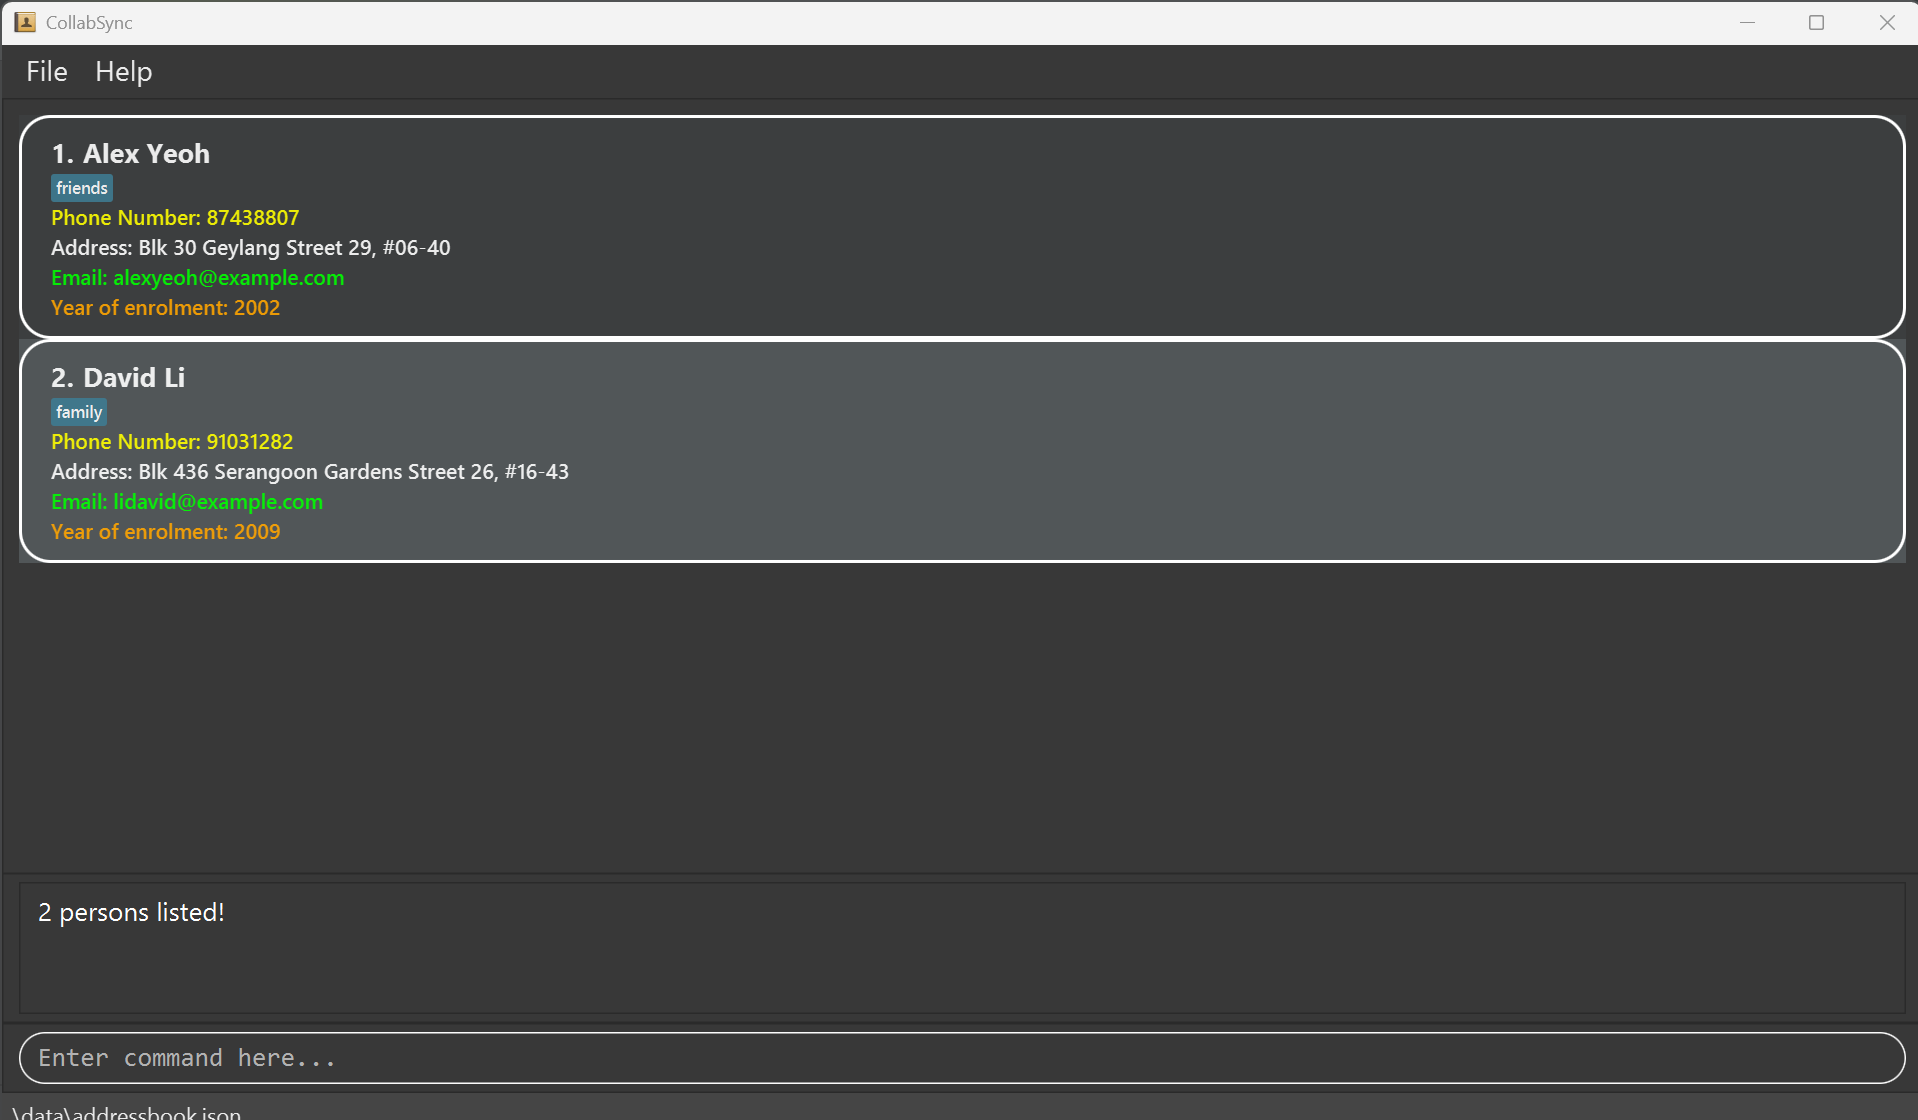 CollabSync
File Help
1. Alex Yeoh
friends
Phone Number: 87438807
Address: Blk 30 Geylang Street 29, #06-40
Email: alexyeoh@example.com
Year of enrolment: 2002
2. David Li
family
Phone Number: 91031282
Address: Blk 436 Serangoon Gardens Street 26, #16-43
Email: lidavid@example.com
Year of enrolment: 2009
2 persons listed!
Enter command here...
\data\addressbook.json